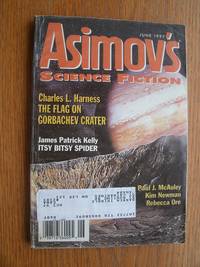 JUNE 1997
Asimov's
SCIENCE FICTION
Charles L. Harness
THE FLAG ON
GORBACHEV CRATER
James Patrick Kelly
ITSY BITSY SPIDER
Paul J. McAuley
Kim Newman
Rebecca Ore